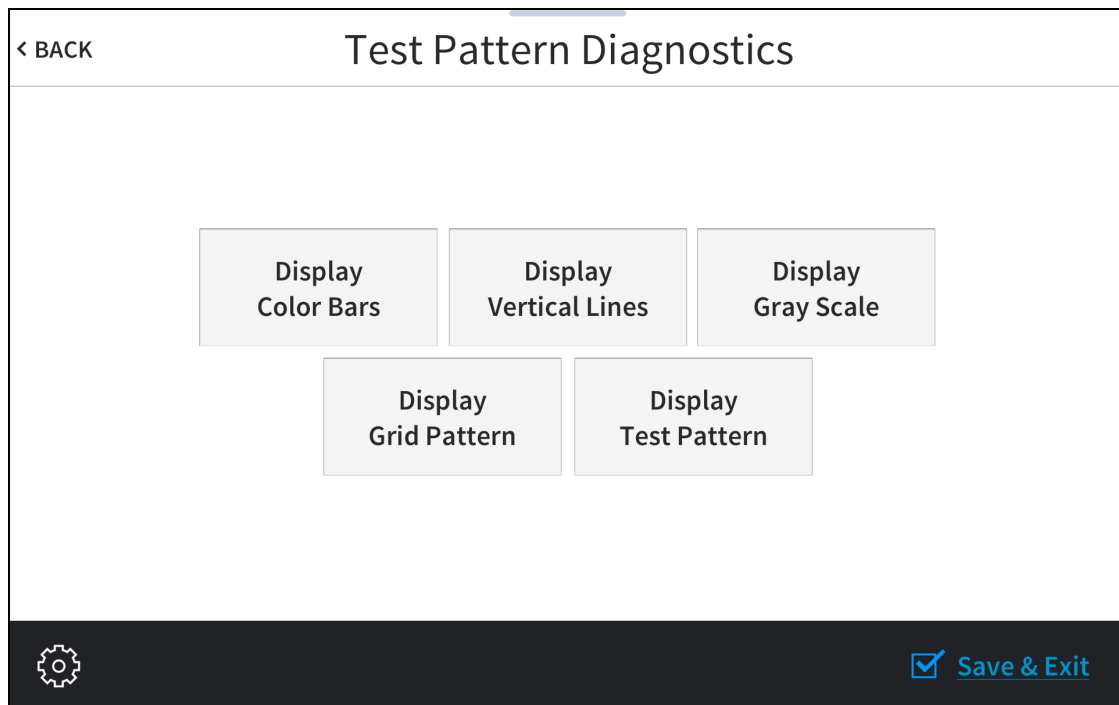 < BACK
Test Pattern Diagnostics
Display
Color Bars
Display
Vertical Lines
Display
Gray Scale
Display
Grid Pattern
Display
Test Pattern
Save & Exit